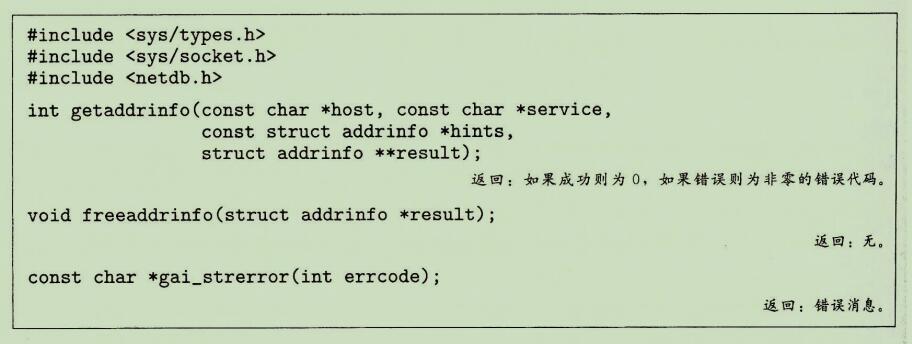 #include <sys/types.h>
#include <sys/socket.h>
#include <netdb.h>
int getaddrinfo(const char *host, const char *service,
const struct addrinfo *hints,
struct addrinfo **result);
返回：如果成功则为 0，如果错误则为非零的错误代码。
void freeaddrinfo(struct addrinfo *result);
返回：无。
const char *gai_strerror(int errcode);
返回：错误消息。